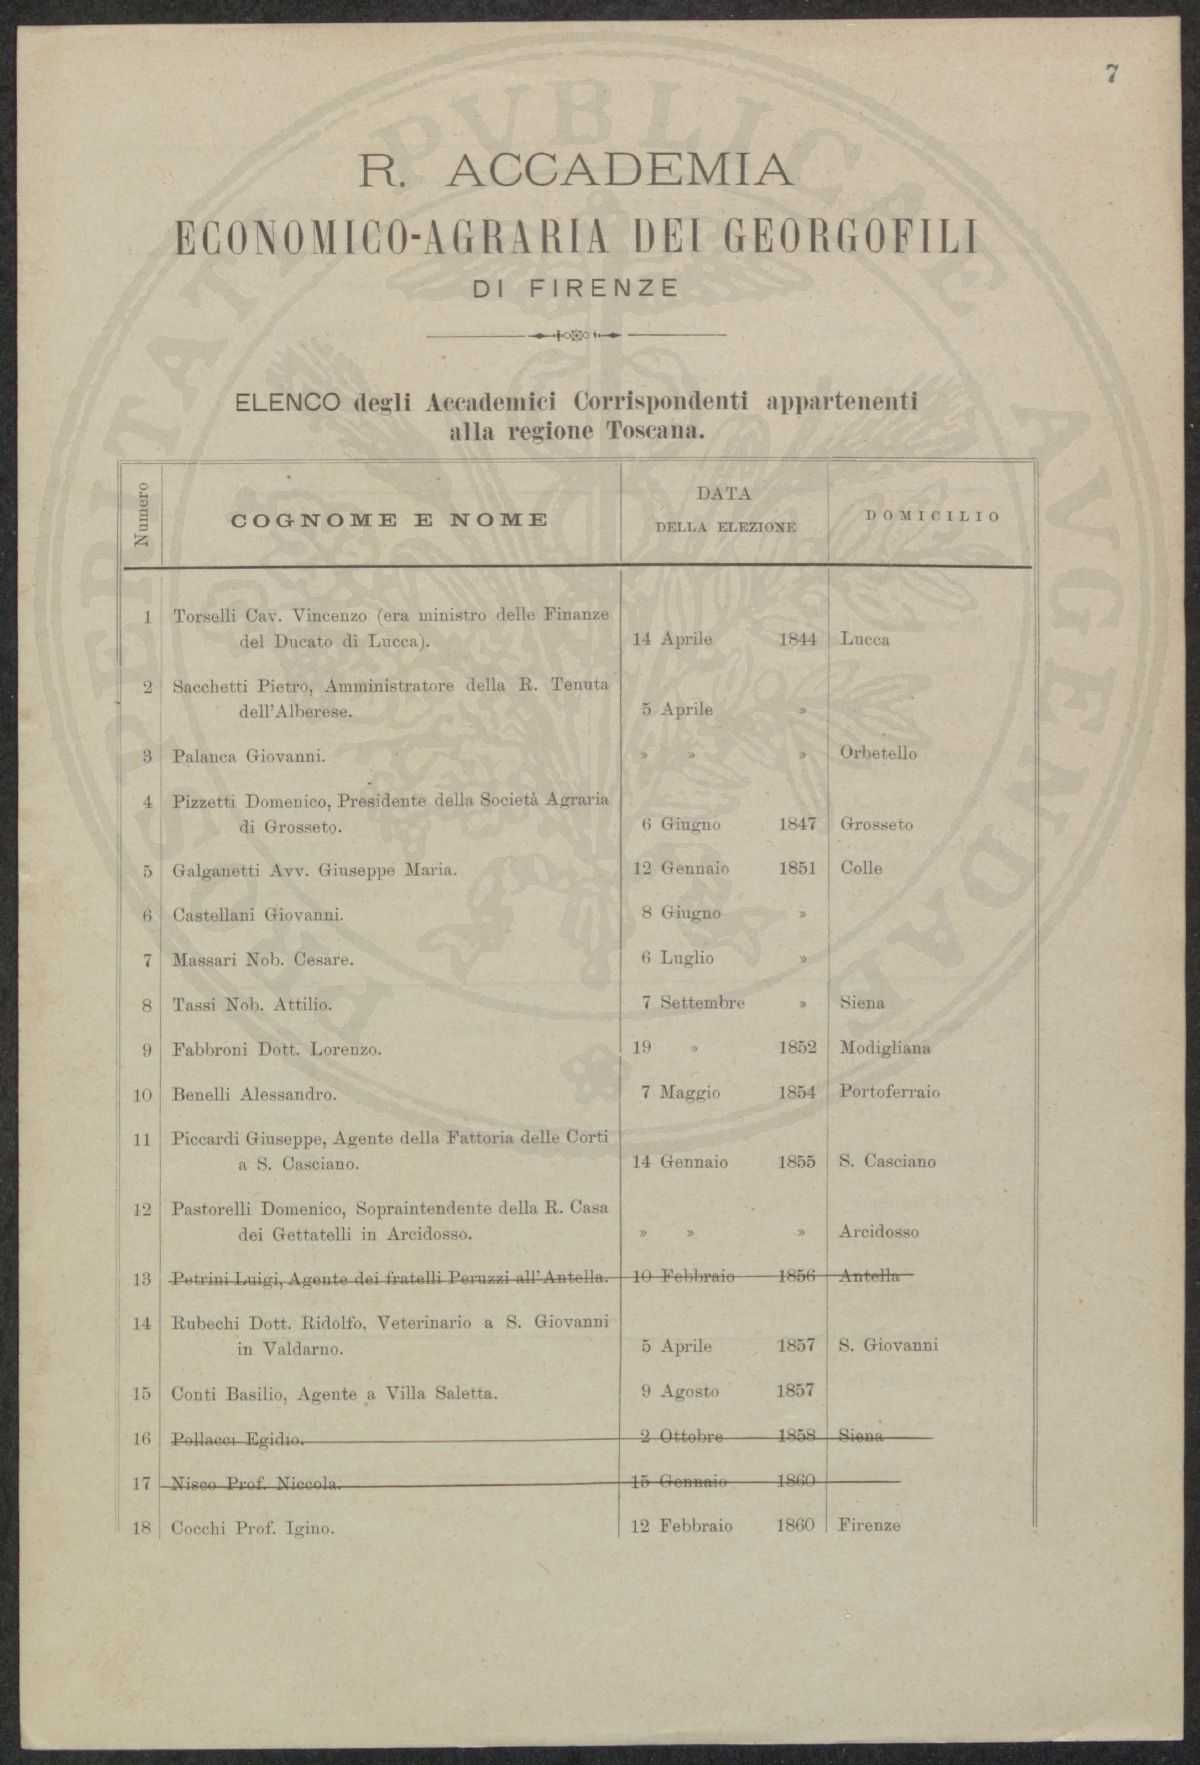 7
R. ACCADEMIA
ECONOMICO-AGRARIA DEI GEORGOFILI
DI FIRENZE
ELENCO degli Accademici Corrispondenti appartenenti
alla regione Toscana.
Numero COGNOME E NOME DATA DELLA ELEZIONE DOMICILIO
1 Torselli Cav. Vincenzo (era ministro delle Finanze
del Ducato di Lucca). 14 Aprile 1844 Lucca
2 Sacchetti Pietro, Amministratore della R. Tenuta
dell'Alberese. 5 Aprile »
3 Palanca Giovanni. » » » Orbetello
4 Pizzetti Domenico, Presidente della Società Agraria
di Grosseto. 6 Giugno 1847 Grosseto
5 Galganetti Avv. Giuseppe Maria. 12 Gennaio 1851 Colle
6 Castellani Giovanni. 8 Giugno »
7 Massari Nob. Cesare. 6 Luglio »
8 Tassi Nob. Attilio. 7 Settembre » Siena
9 Fabbroni Dott. Lorenzo. 19 » 1852 Modigliana
10 Benelli Alessandro. 7 Maggio 1854 Portoferraio
11 Piccardi Giuseppe, Agente della Fattoria delle Corti
a S. Casciano. 14 Gennaio 1855 S. Casciano
12 Pastorelli Domenico, Sopraintendente della R. Casa
dei Gettatelli in Arcidosso. » » » Arcidosso
13 Petrini Luigi, Agente dei fratelli Peruzzi all'Antella. 10 Febbraio 1856 Antella
14 Rubechi Dott. Ridolfo, Veterinario a S. Giovanni
in Valdarno. 5 Aprile 1857 S. Giovanni
15 Conti Basilio, Agente a Villa Saletta. 9 Agosto 1857
16 Pollacci Egidio. 2 Ottobre 1858 Siena
17 Nisco Prof. Niccola. 15 Gennaio 1860
18 Cocchi Prof. Igino. 12 Febbraio 1860 Firenze